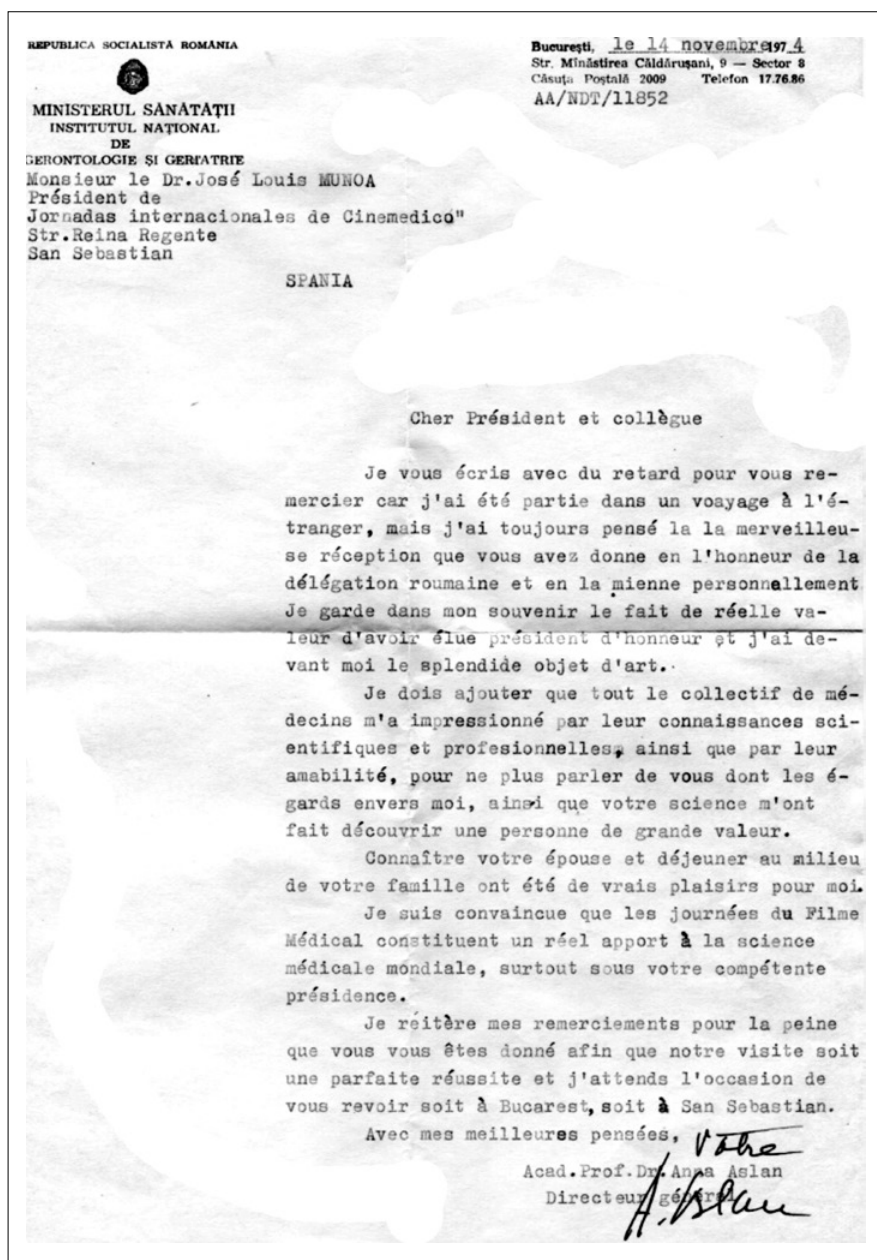 REPUBLICA SOCIALISTĂ ROMÂNIA
MINISTERUL SĂNĂTĂŢII
INSTITUTUL NAŢIONAL
DE
GERONTOLOGIE ŞI GERIATRIE
Bucureşti, le 14 novembre 1974
Str. Mînăstirea Căldăruşani, 9 — Sector 8
Căsuţa Poştală 2009 Telefon 17.76.86
AA/NDT/11852
Monsieur le Dr.José Louis MUNOA
Président de
Jornadas internacionales de Cinemedico"
Str.Reina Regente
San Sebastian
SPANIA
Cher Président et collègue
Je vous écris avec du retard pour vous re-
mercier car j'ai été partie dans un voayage à l'é-
tranger, mais j'ai toujours pensé la la merveilleu-
se réception que vous avez donne en l'honneur de la
délégation roumaine et en la mienne personnallement
Je garde dans mon souvenir le fait de réelle va-
leur d'avoir élue président d'honneur et j'ai de-
vant moi le splendide objet d'art.
Je dois ajouter que tout le collectif de mé-
decins m'a impressionné par leur connaissances sci-
entifiques et profesionnelles, ainsi que par leur
amabilité, pour ne plus parler de vous dont les é-
gards envers moi, ainsi que votre science m'ont
fait découvrir une personne de grande valeur.
Connaître votre épouse et déjeuner au milieu
de votre famille ont été de vrais plaisirs pour moi.
Je suis convaincue que les journées du Filme
Médical constituent un réel apport à la science
médicale mondiale, surtout sous votre compétente
présidence.
Je réitère mes remerciements pour la peine
que vous vous êtes donné afin que notre visite soit
une parfaite réussite et j'attends l'occasion de
vous revoir soit à Bucarest, soit à San Sebastian.
Avec mes meilleures pensées, Votre
Acad.Prof.Dr.Anna Aslan
Directeur général
A. Aslan